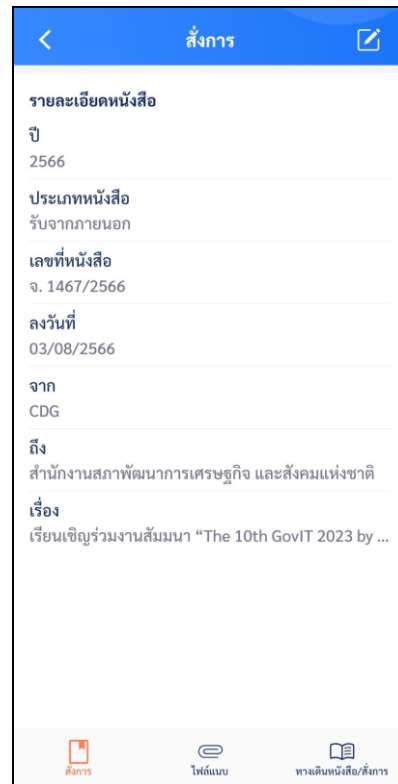 สั่งการ
รายละเอียดหนังสือ
ปี
2566
ประเภทหนังสือ
รับจากภายนอก
เลขที่หนังสือ
จ. 1467/2566
ลงวันที่
03/08/2566
จาก
CDG
ถึง
สำนักงานสภาพัฒนาการเศรษฐกิจ และสังคมแห่งชาติ
เรื่อง
เรียนเชิญร่วมงานสัมมนา “The 10th GovIT 2023 by ...
สั่งการ
ไฟล์แนบ
ทางเดินหนังสือ/สั่งการ